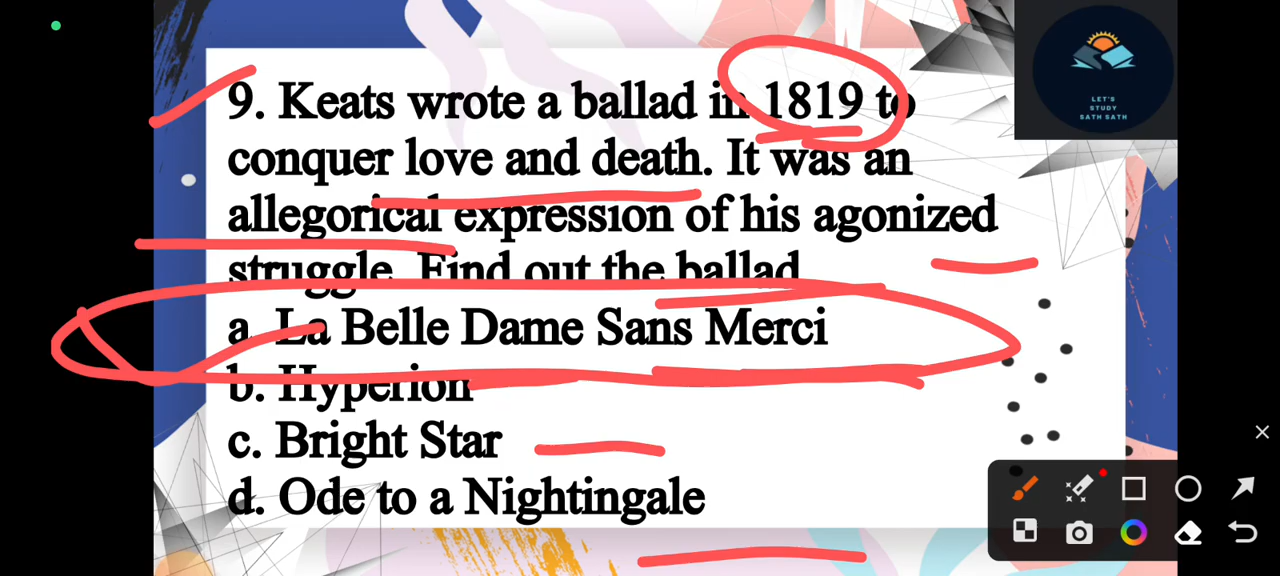 9. Keats wrote a ballad in 1819 to
conquer love and death. It was an
allegorical expression of his agonized
struggle. Find out the ballad
a. La Belle Dame Sans Merci
b. Hyperion
c. Bright Star
d. Ode to a Nightingale
LET'S
STUDY
SATH SATH